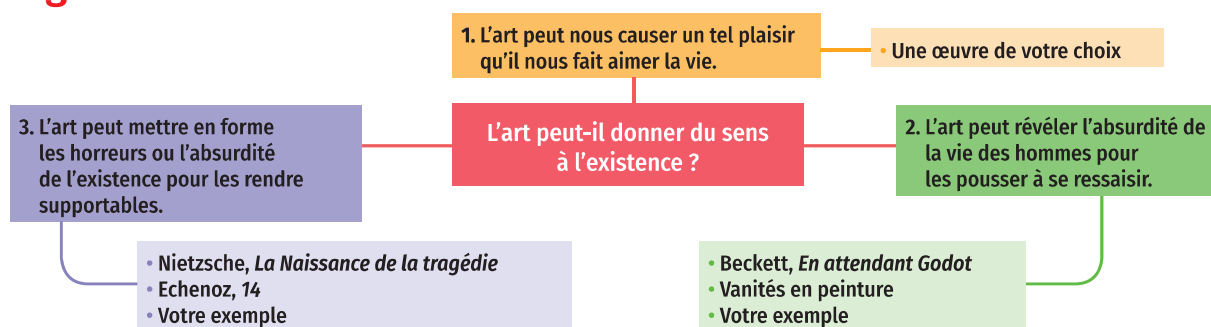 1. L’art peut nous causer un tel plaisir
qu’il nous fait aimer la vie.
• Une œuvre de votre choix
L’art peut-il donner du sens
à l’existence ?
2. L’art peut révéler l’absurdité de
la vie des hommes pour
les pousser à se ressaisir.
• Beckett, En attendant Godot
• Vanités en peinture
• Votre exemple
3. L’art peut mettre en forme
les horreurs ou l’absurdité
de l’existence pour les rendre
supportables.
• Nietzsche, La Naissance de la tragédie
• Echenoz, 14
• Votre exemple